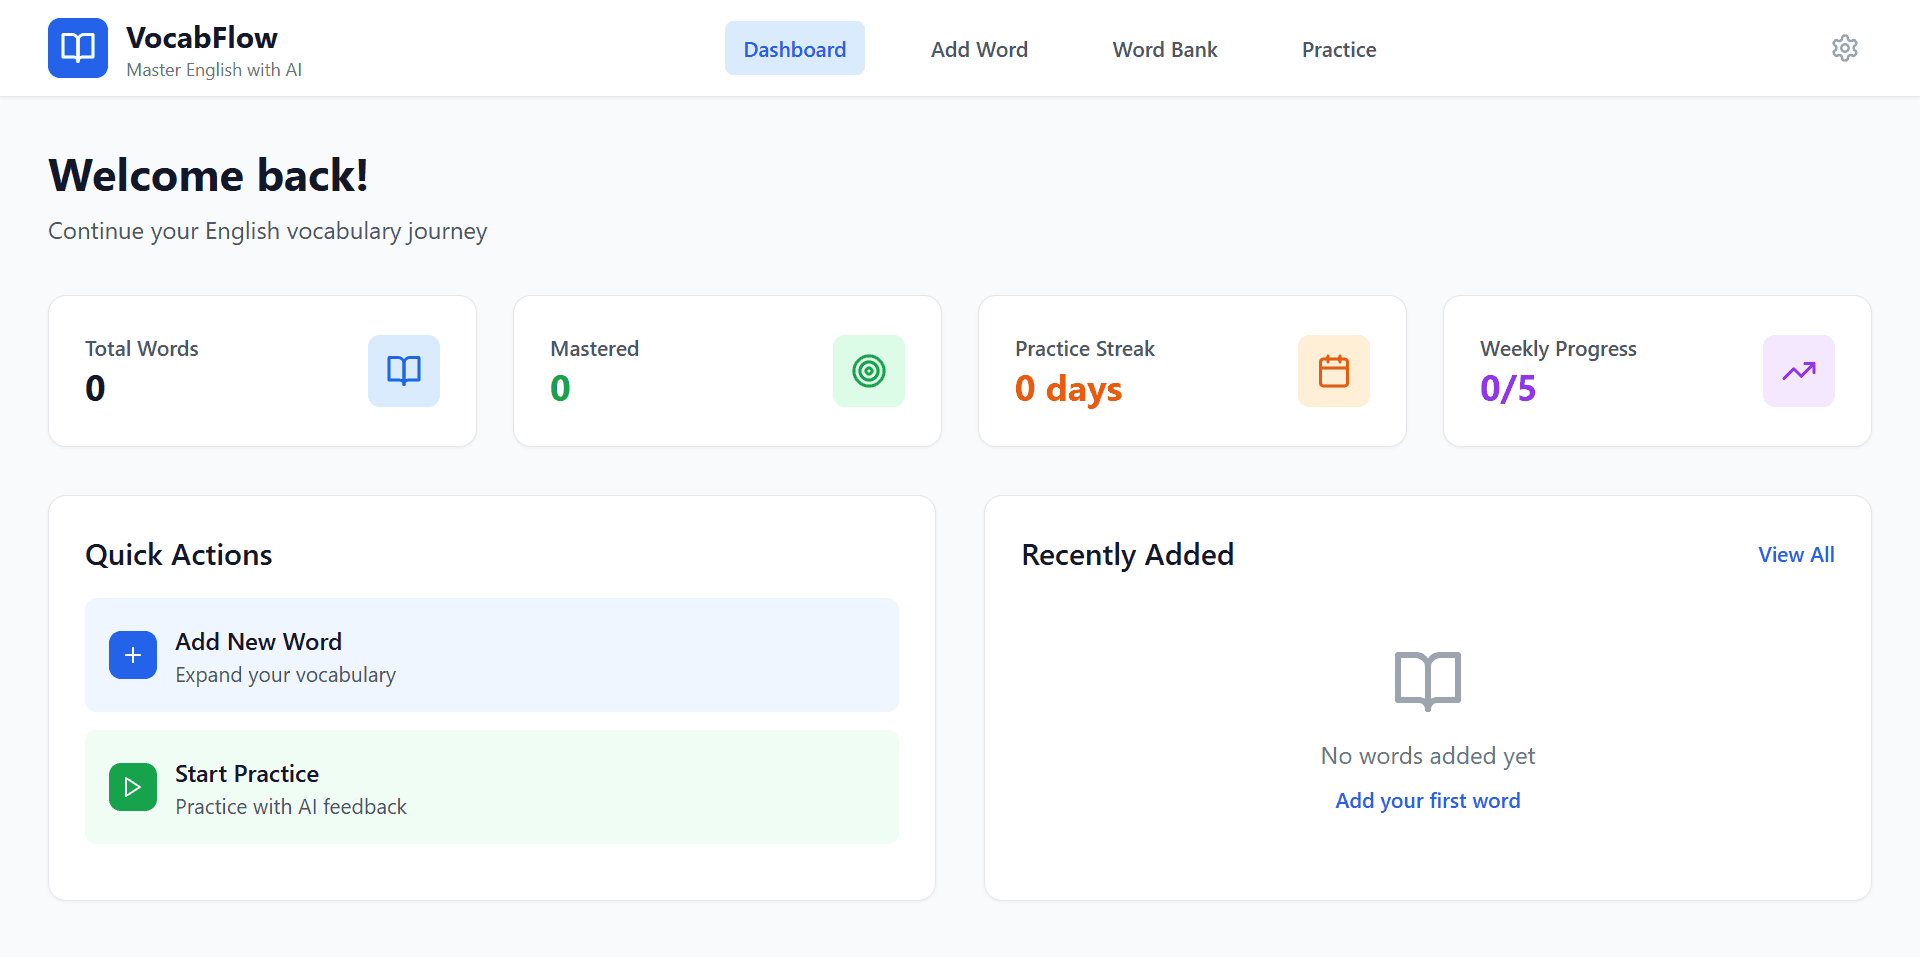 VocabFlow
Master English with AI
Dashboard
Add Word
Word Bank
Practice
Welcome back!
Continue your English vocabulary journey
Total Words
0
Mastered
0
Practice Streak
0 days
Weekly Progress
0/5
Quick Actions
Add New Word
Expand your vocabulary
Start Practice
Practice with AI feedback
Recently Added
View All
No words added yet
Add your first word